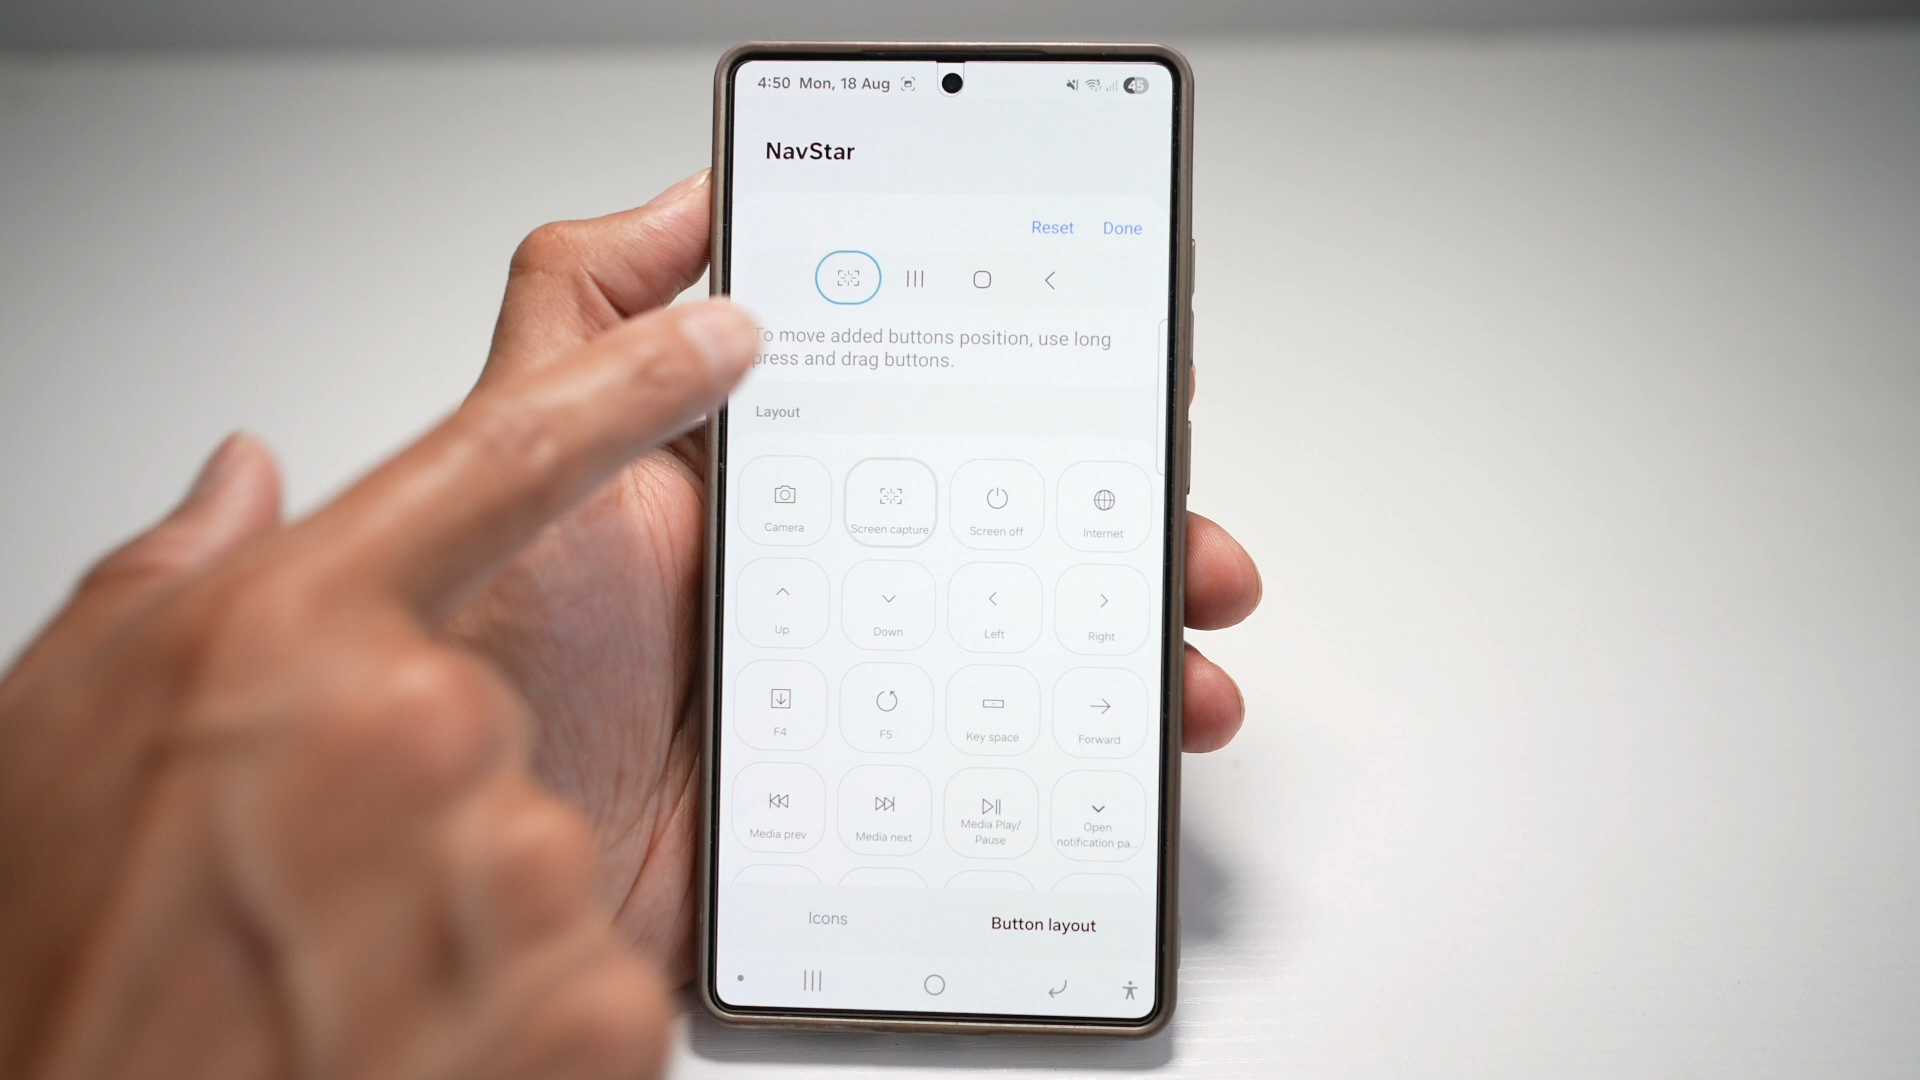 4:50 Mon, 18 Aug
45
NavStar
Reset Done
To move added buttons position, use long
press and drag buttons.
Layout
Camera
Screen capture
Screen off
Internet
Up
Down
Left
Right
F4
F5
Key space
Forward
Media prev
Media next
Media Play/
Pause
Open
notification pa...
Icons
Button layout